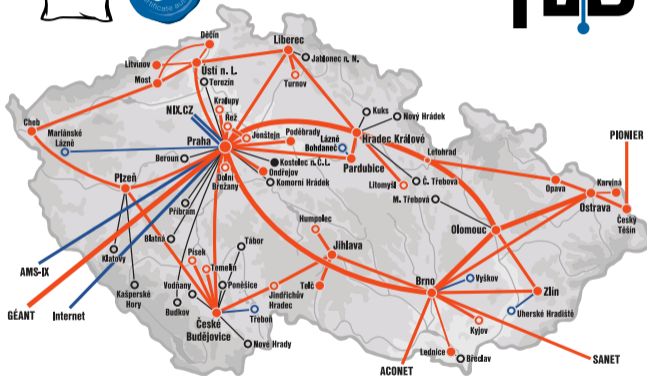 Děčín
Liberec
Jablonec n. N.
Litvínov
Ústí n. L.
Most
Terezín
Turnov
Kralupy
Kuks
NIX.CZ
Řež
Nový Hrádek
Cheb
Jenštejn
Poděbrady
PIONIER
Mariánské
Lázně
Praha
Lázně
Bohdaneč
Hradec Králové
Beroun
Kostelec n.Č.L.
Letohrad
Ondřejov
Pardubice
Plzeň
Dolní
Břežany
Komorní Hrádek
Litomyšl
Č. Třebová
Opava
Karviná
M. Třebová
Ostrava
Příbram
Český
Těšín
Humpolec
Olomouc
Blatná
Tábor
Klatovy
Písek
Jihlava
AMS-IX
Temelín
Vyškov
Kašperské
Hory
Vodňany
Poněšice
Jindřichův
Hradec
Telč
Brno
Zlín
GÉANT
Internet
Budkov
Třeboň
Uherské Hradiště
České
Budějovice
Kyjov
Nové Hrady
Lednice
Břeclav
SANET
ACONET